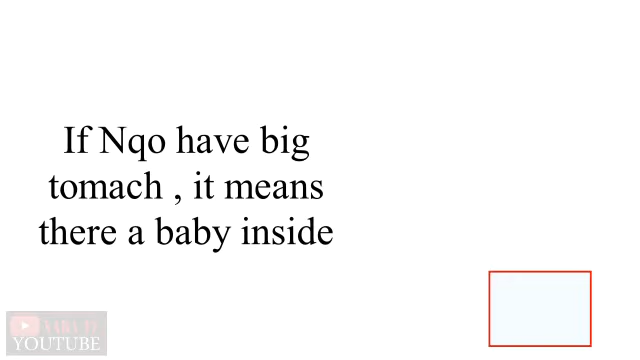 If Nqo have big
tomach , it means
there a baby inside
YOUTUBE